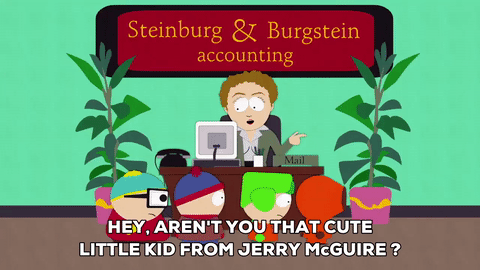 Steinburg & Burgstein
accounting
Mail
HEY, AREN'T YOU THAT CUTE
LITTLE KID FROM JERRY McGUIRE ?